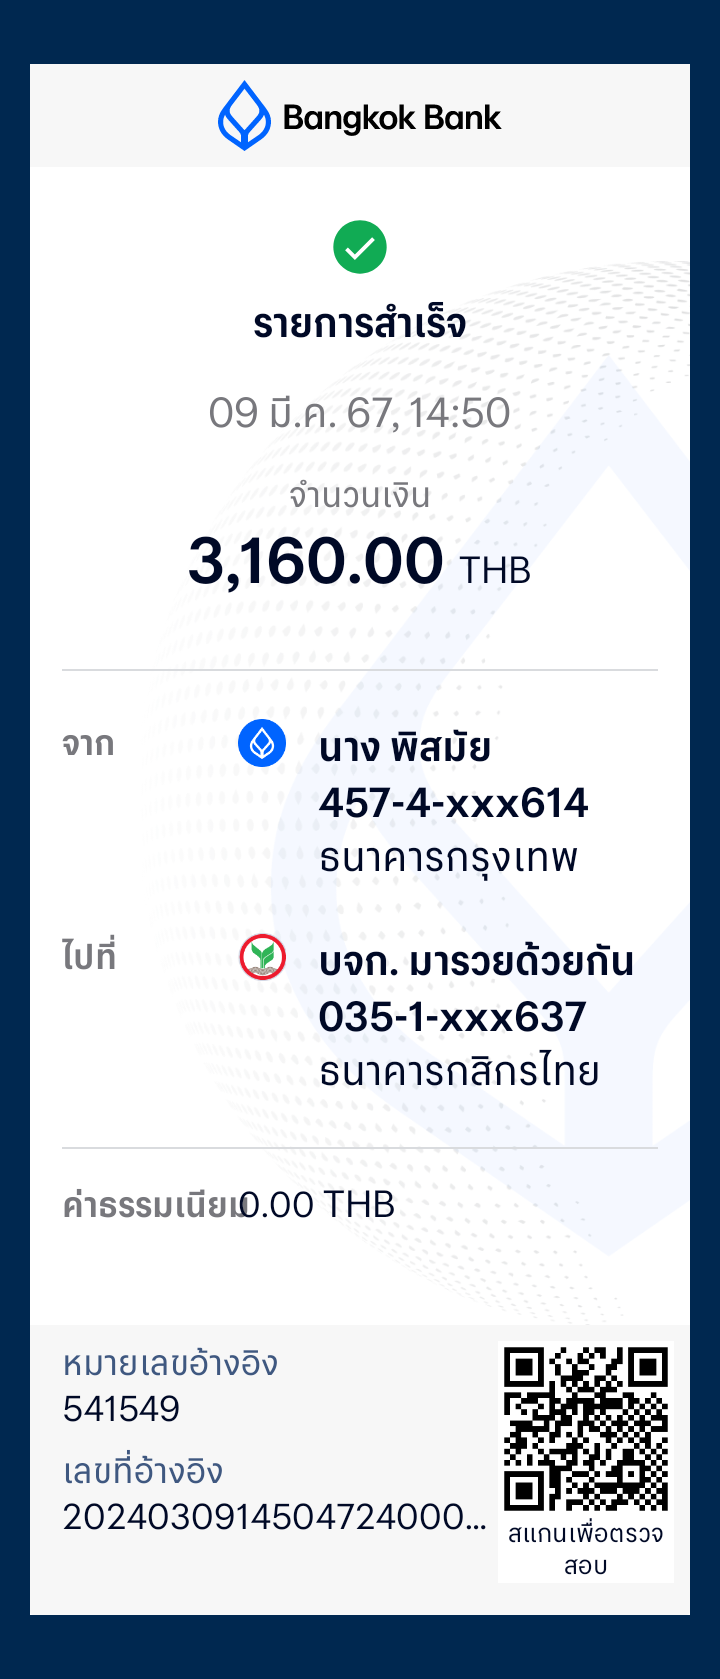 Bangkok Bank
รายการสำเร็จ
09 มี.ค. 67, 14:50
จำนวนเงิน
3,160.00 THB
จาก
นาง พิสมัย
457-4-xxx614
ธนาคารกรุงเทพ
ไปที่
บจก. มารวยด้วยกัน
035-1-xxx637
ธนาคารกสิกรไทย
ค่าธรรมเนียม 0.00 THB
หมายเลขอ้างอิง
541549
เลขที่อ้างอิง
2024030914504724000...
สแกนเพื่อตรวจ
สอบ